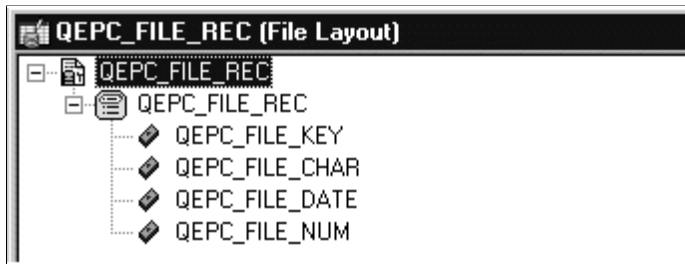 QEPC_FILE_REC (File Layout)
QEPC_FILE_REC
QEPC_FILE_REC
QEPC_FILE_KEY
QEPC_FILE_CHAR
QEPC_FILE_DATE
QEPC_FILE_NUM